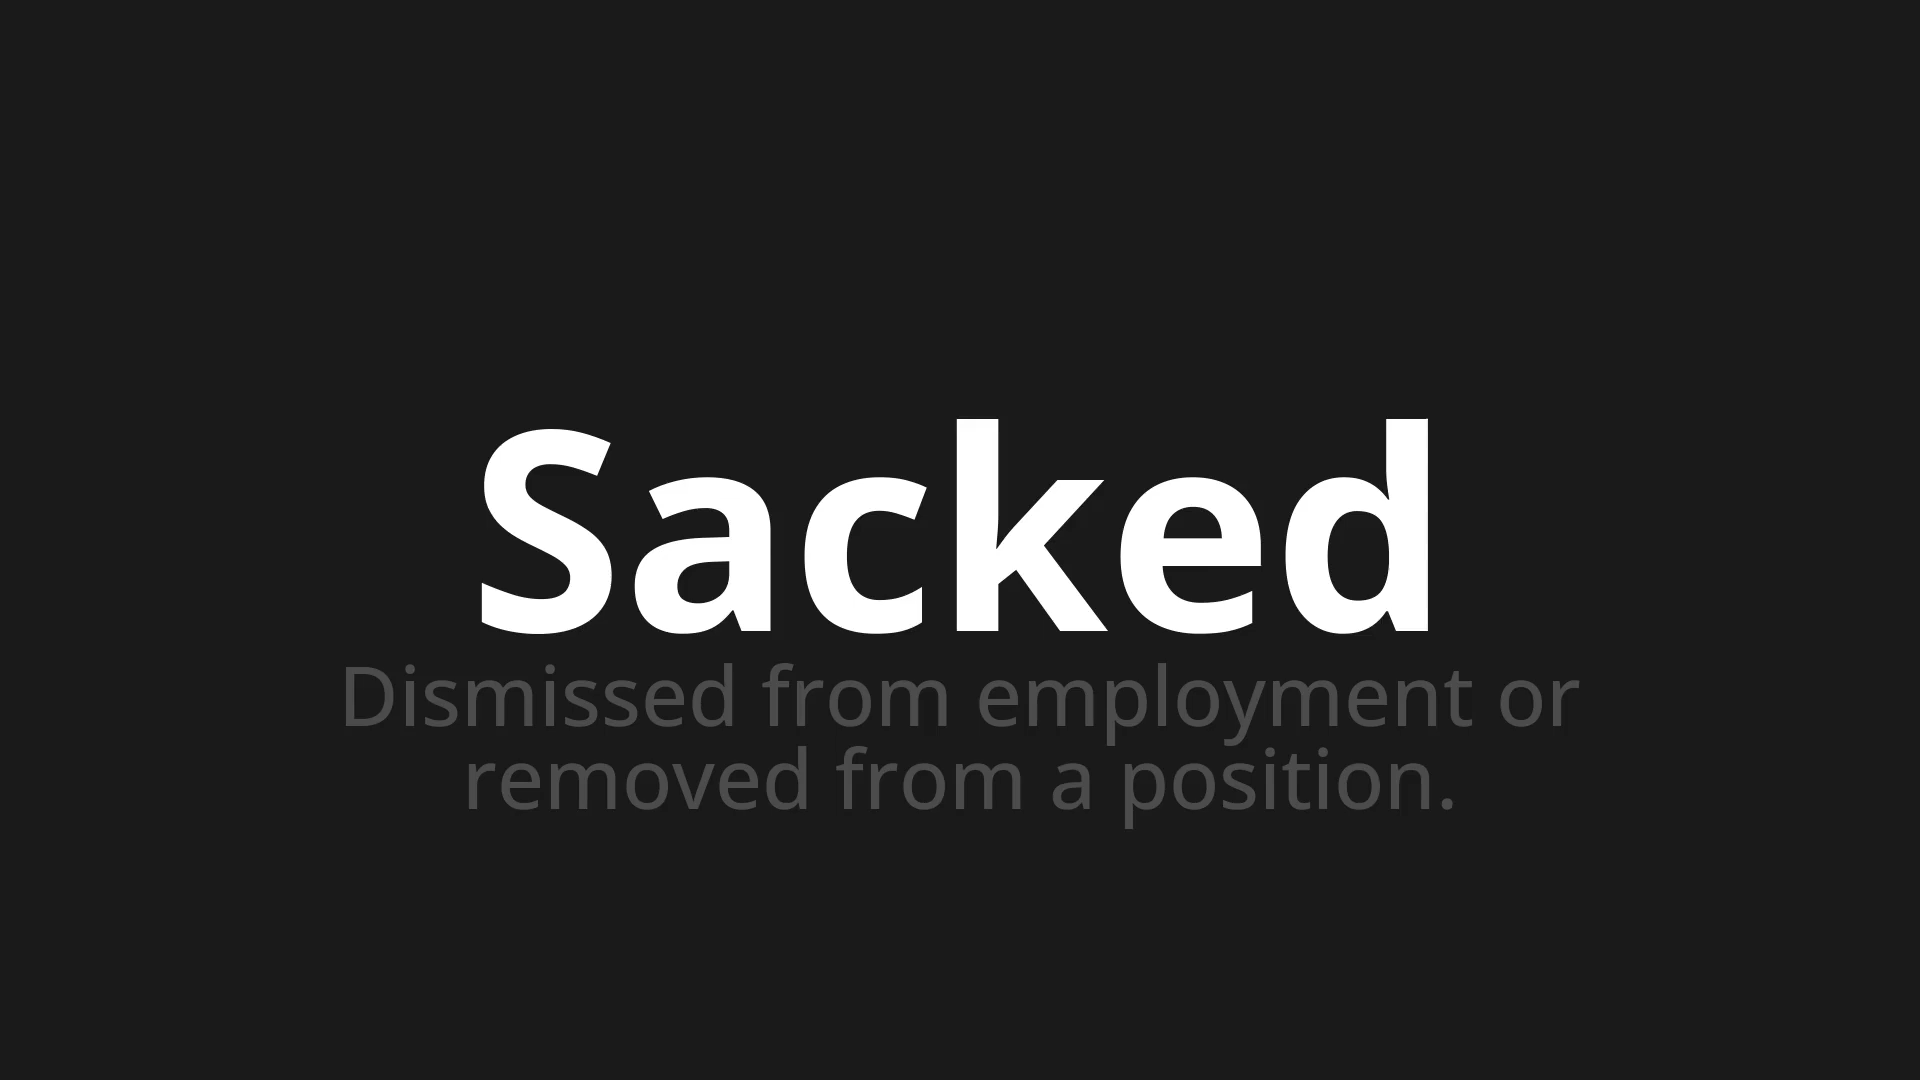 Sacked
Dismissed from employment or
removed from a position.